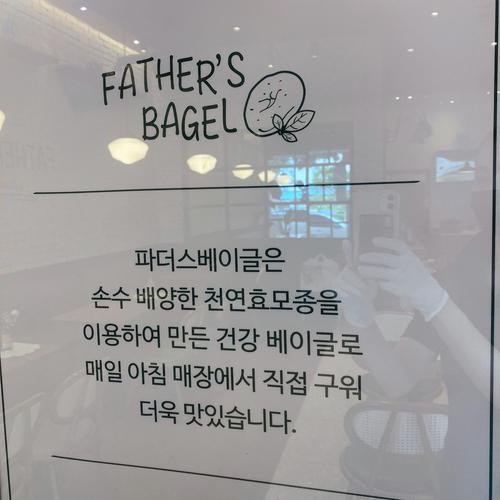 FATHER'S
BAGEL
파더스베이글은
손수 배양한 천연효모종을
이용하여 만든 건강 베이글로
매일 아침 매장에서 직접 구워
더욱 맛있습니다.